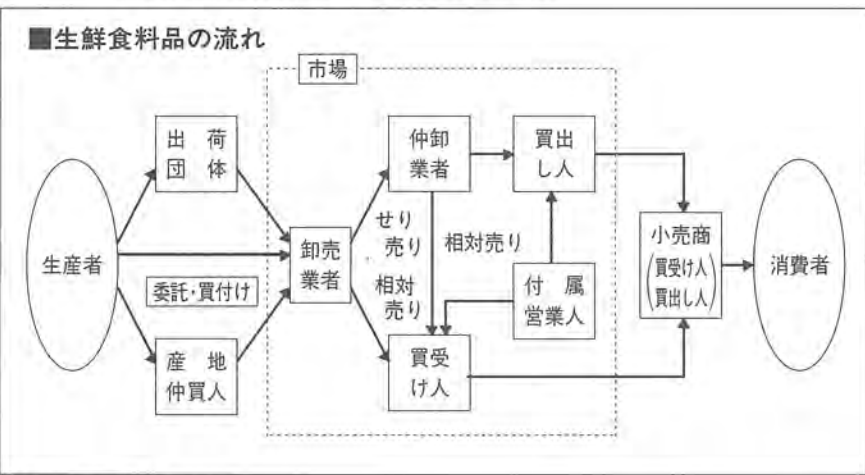 ■生鮮食料品の流れ
市場
出荷
団体
仲卸
業者
買出
し人
せり
売り
相対売り
生産者
卸売
業者
小売商
(買受け人
買出し人)
消費者
委託・買付け
相対
売り
付属
営業人
産地
仲買人
買受
け人